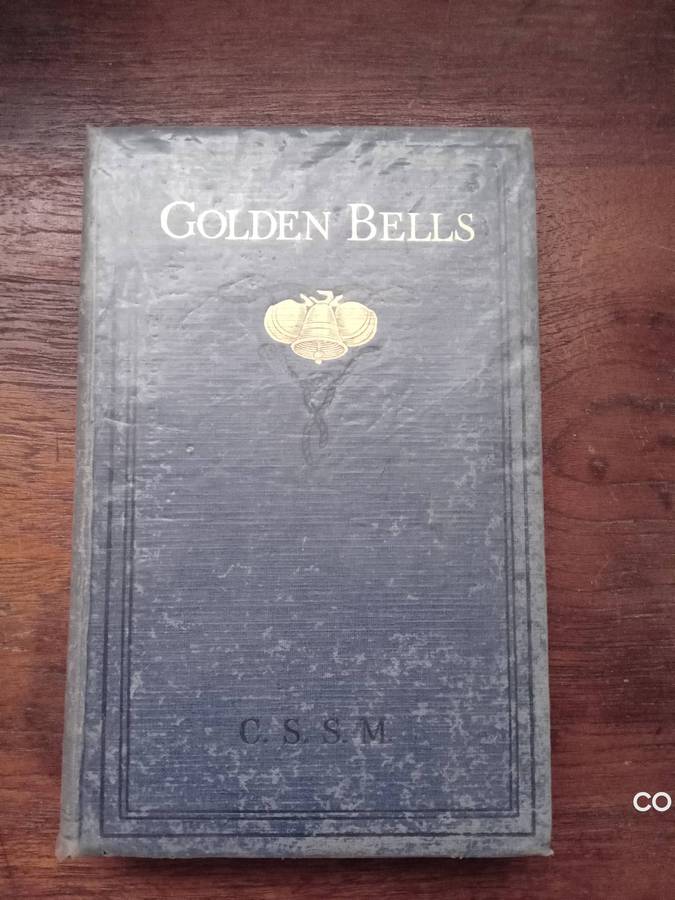 GOLDEN BELLS
C. S. S. M.
CO